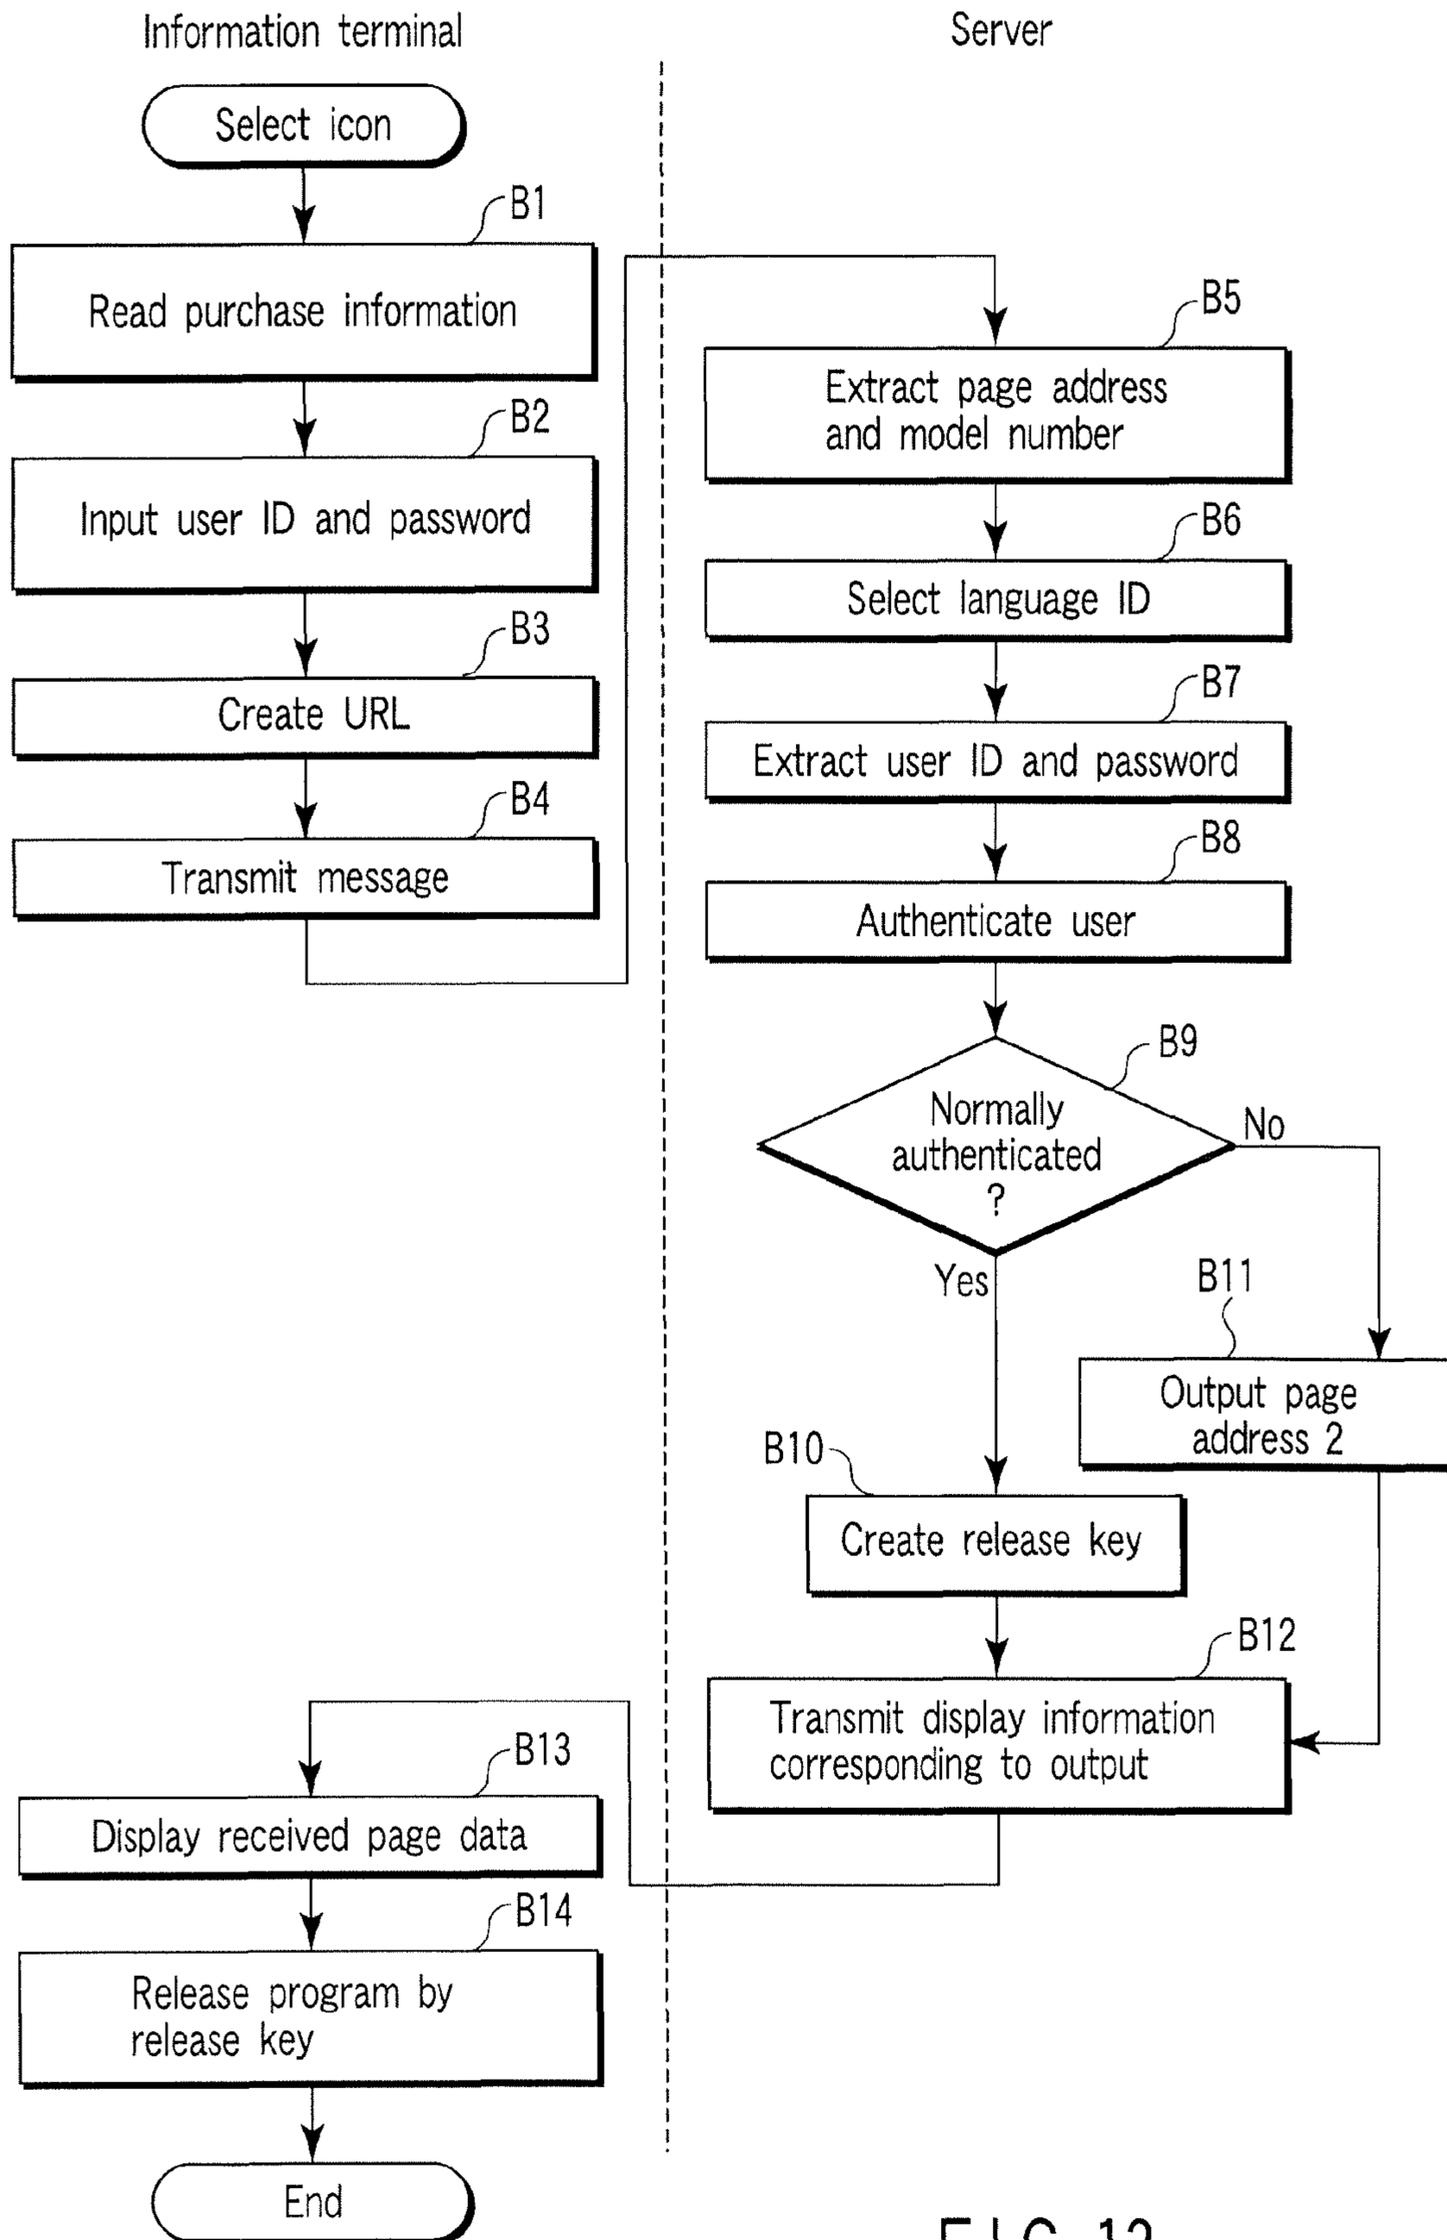 Information terminal
Server
Select icon
B1
Read purchase information
B2
Input user ID and password
B3
Create URL
B4
Transmit message
B5
Extract page address
and model number
B6
Select language ID
B7
Extract user ID and password
B8
Authenticate user
B9
Normally
authenticated
?
No
Yes
B11
Output page
address 2
B10
Create release key
B12
Transmit display information
corresponding to output
B13
Display received page data
B14
Release program by
release key
End